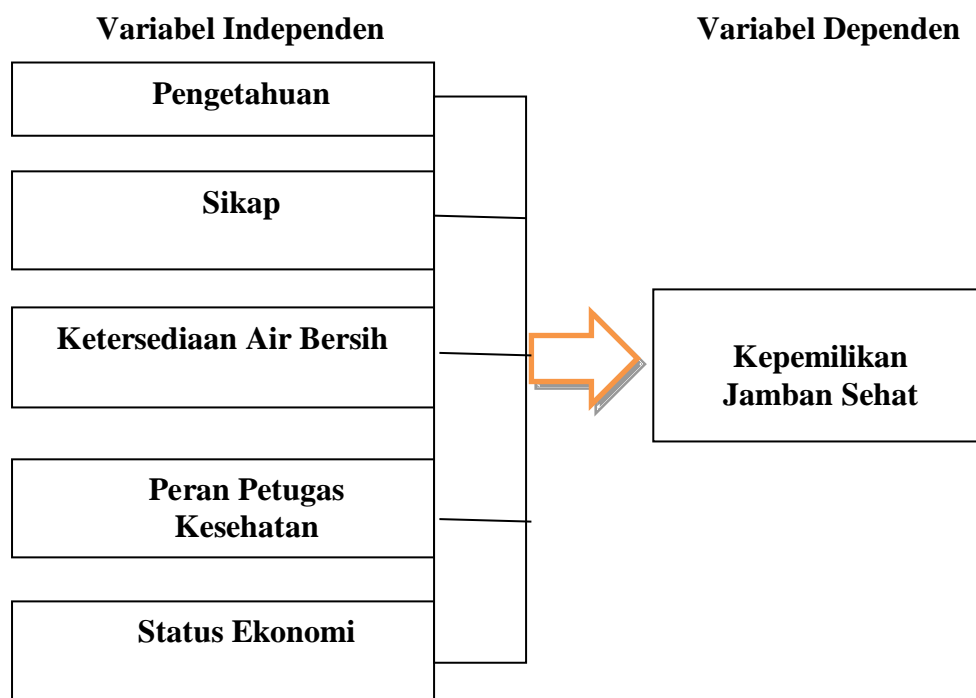 Variabel Independen
Variabel Dependen
Pengetahuan
Sikap
Ketersediaan Air Bersih
Peran Petugas
Kesehatan
Status Ekonomi
Kepemilikan
Jamban Sehat